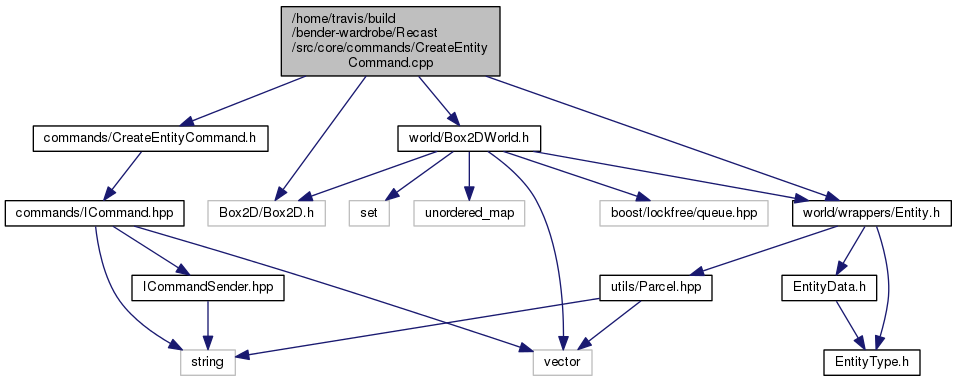 /home/travis/build
/bender-wardrobe/Recast
/src/core/commands/CreateEntity
Command.cpp
commands/CreateEntityCommand.h
world/Box2DWorld.h
commands/ICommand.hpp
Box2D/Box2D.h
set
unordered_map
boost/lockfree/queue.hpp
world/wrappers/Entity.h
ICommandSender.hpp
utils/Parcel.hpp
EntityData.h
string
vector
EntityType.h